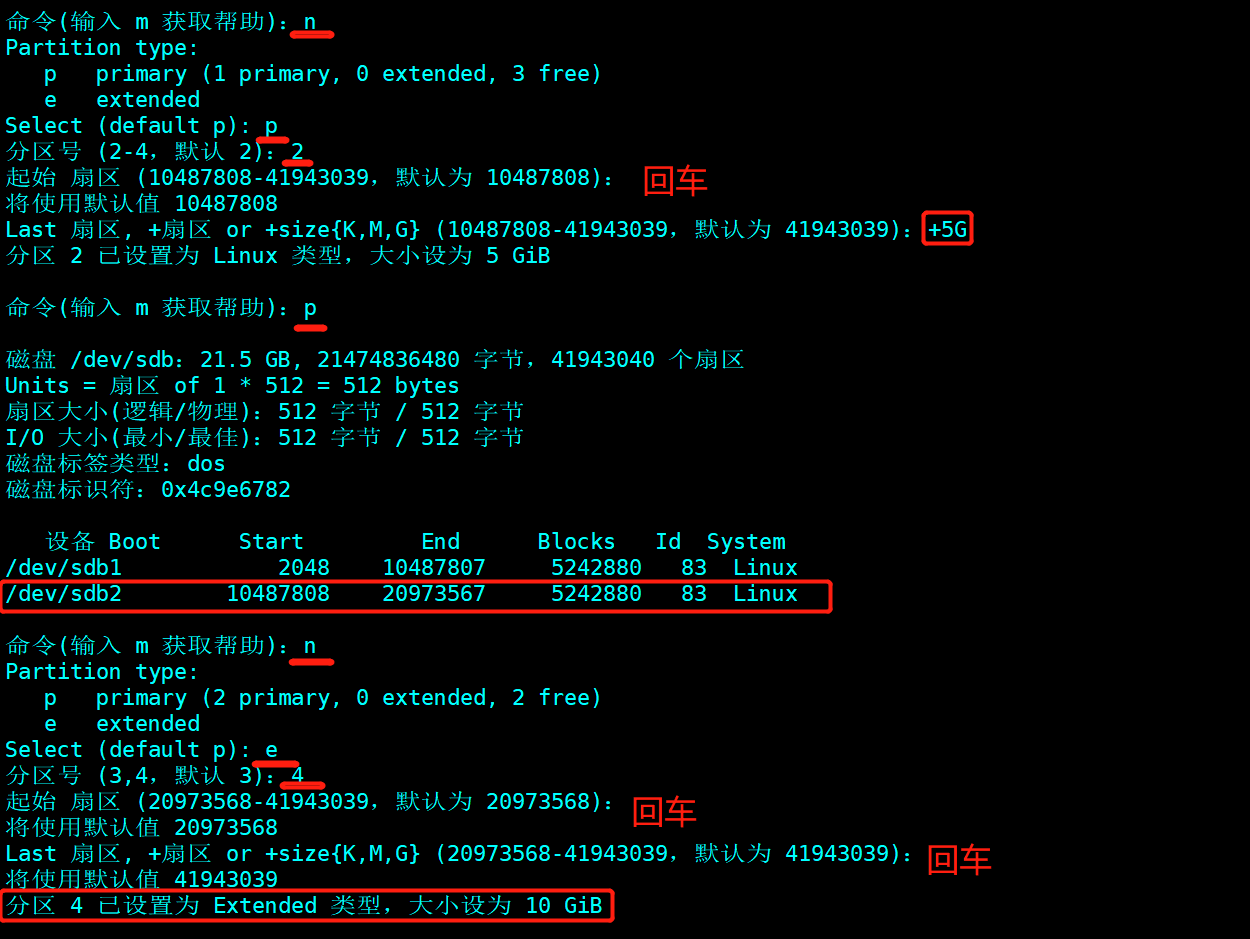 命令(输入 m 获取帮助)：n
Partition type:
   p   primary (1 primary, 0 extended, 3 free)
   e   extended
Select (default p): p
分区号 (2-4，默认 2)：2
起始 扇区 (10487808-41943039，默认为 10487808)： 回车
将使用默认值 10487808
Last 扇区, +扇区 or +size{K,M,G} (10487808-41943039，默认为 41943039)：+5G
分区 2 已设置为 Linux 类型，大小设为 5 GiB
命令(输入 m 获取帮助)：p
磁盘 /dev/sdb：21.5 GB, 21474836480 字节，41943040 个扇区
Units = 扇区 of 1 * 512 = 512 bytes
扇区大小(逻辑/物理)：512 字节 / 512 字节
I/O 大小(最小/最佳)：512 字节 / 512 字节
磁盘标签类型：dos
磁盘标识符：0x4c9e6782
   设备 Boot      Start         End      Blocks   Id  System
/dev/sdb1            2048    10487807     5242880   83  Linux
/dev/sdb2        10487808    20973567     5242880   83  Linux
命令(输入 m 获取帮助)：n
Partition type:
   p   primary (2 primary, 0 extended, 2 free)
   e   extended
Select (default p): e
分区号 (3,4，默认 3)：4
起始 扇区 (20973568-41943039，默认为 20973568)： 回车
将使用默认值 20973568
Last 扇区, +扇区 or +size{K,M,G} (20973568-41943039，默认为 41943039)： 回车
将使用默认值 41943039
分区 4 已设置为 Extended 类型，大小设为 10 GiB